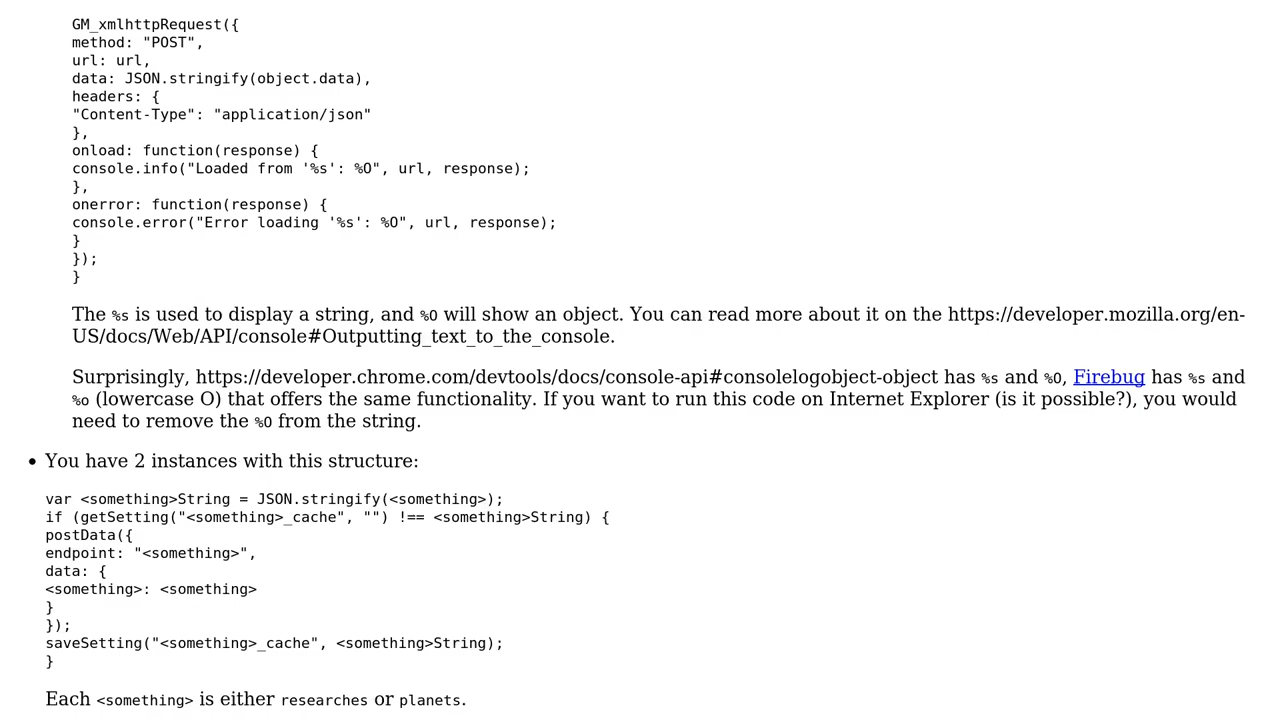 GM_xmlhttpRequest({
method: "POST",
url: url,
data: JSON.stringify(object.data),
headers: {
"Content-Type": "application/json"
},
onload: function(response) {
console.info("Loaded from '%s': %O", url, response);
},
onerror: function(response) {
console.error("Error loading '%s': %O", url, response);
}
});
}
The %s is used to display a string, and %O will show an object. You can read more about it on the https://developer.mozilla.org/en-
US/docs/Web/API/console#Outputting_text_to_the_console.
Surprisingly, https://developer.chrome.com/devtools/docs/console-api#consolelogobject-object has %s and %O, Firebug has %s and
%o (lowercase O) that offers the same functionality. If you want to run this code on Internet Explorer (is it possible?), you would
need to remove the %O from the string.
• You have 2 instances with this structure:
var <something>String = JSON.stringify(<something>);
if (getSetting("<something>_cache", "") !== <something>String) {
postData({
endpoint: "<something>",
data: {
<something>: <something>
}
});
saveSetting("<something>_cache", <something>String);
}
Each <something> is either researches or planets.